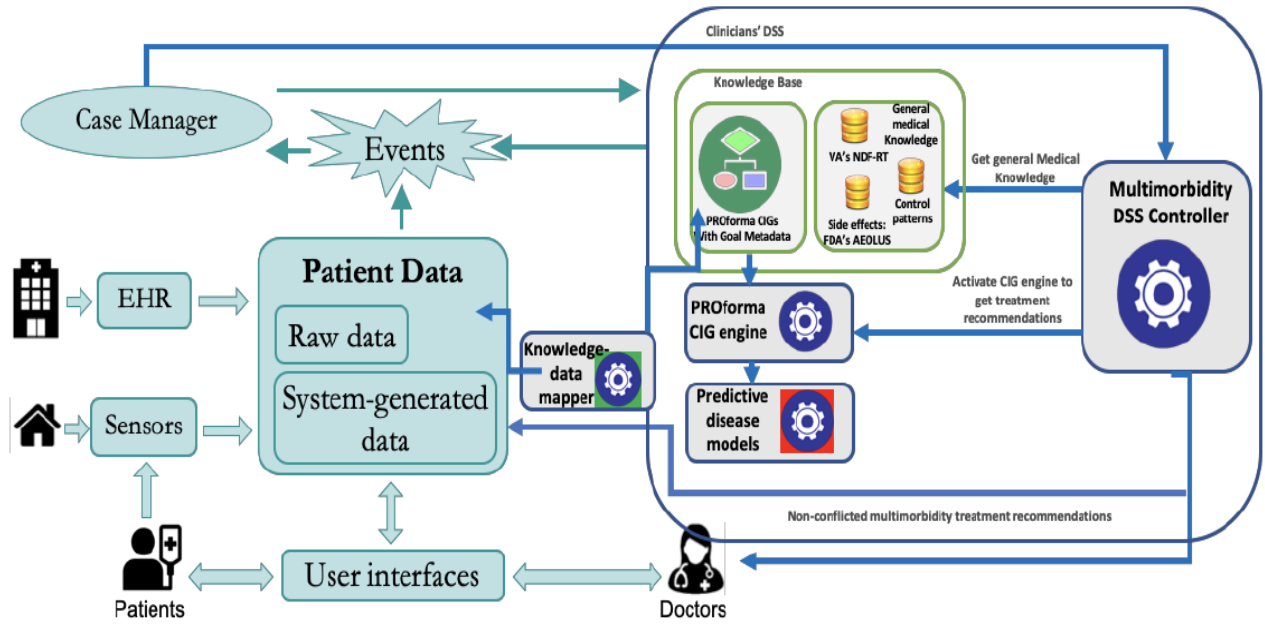 Clinicians' DSS
Knowledge Base
Case Manager
Events
General
medical
Knowledge
VA's NDF-RT
Control
patterns
Side effects:
FDA's AEOLUS
PROforma CIGs
With Goal Metadata
Get general Medical
Knowledge
Multimorbidity
DSS Controller
Patient Data
EHR
Raw data
System-generated
data
Sensors
Knowledge-
data
mapper
PROforma
CIG engine
Activate CIG engine to
get treatment
recommendations
Predictive
disease
models
Non-conflicted multimorbidity treatment recommendations
User interfaces
Patients
Doctors